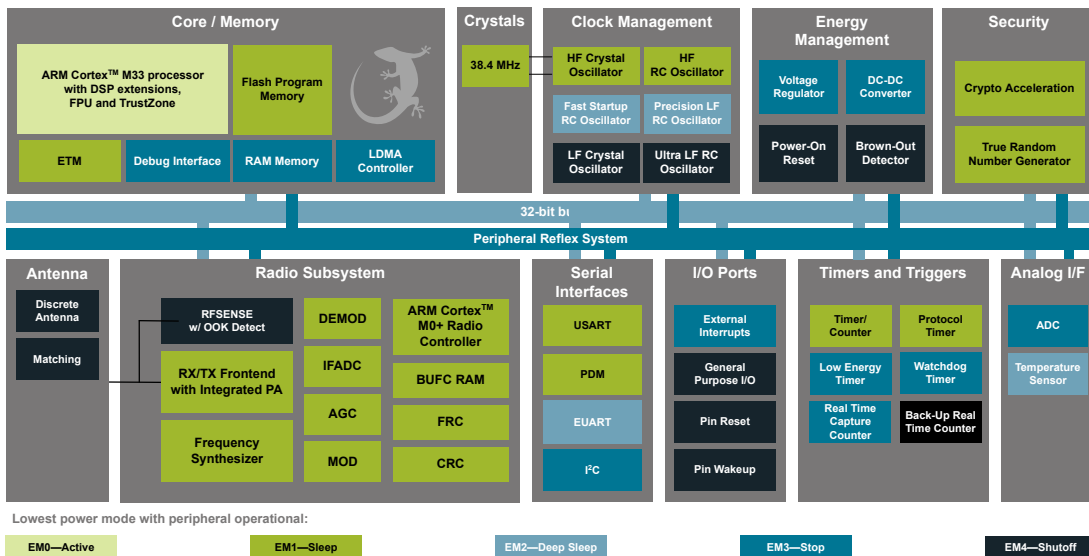 Core / Memory
ARM Cortex™ M33 processor
with DSP extensions,
FPU and TrustZone
Flash Program
Memory
ETM
Debug Interface
RAM Memory
LDMA
Controller
Crystals
38.4 MHz
Clock Management
HF Crystal
Oscillator
HF
RC Oscillator
Fast Startup
RC Oscillator
Precision LF
RC Oscillator
LF Crystal
Oscillator
Ultra LF RC
Oscillator
Energy
Management
Voltage
Regulator
DC-DC
Converter
Power-On
Reset
Brown-Out
Detector
Security
Crypto Acceleration
True Random
Number Generator
32-bit bu
Peripheral Reflex System
Antenna
Discrete
Antenna
Matching
Radio Subsystem
RFSENSE
w/ OOK Detect
RX/TX Frontend
with Integrated PA
Frequency
Synthesizer
DEMOD
IFADC
AGC
MOD
ARM Cortex™
M0+ Radio
Controller
BUFC RAM
FRC
CRC
Serial
Interfaces
USART
PDM
EUART
I²C
I/O Ports
External
Interrupts
General
Purpose I/O
Pin Reset
Pin Wakeup
Timers and Triggers
Timer/
Counter
Protocol
Timer
Low Energy
Timer
Watchdog
Timer
Real Time
Capture
Counter
Back-Up Real
Time Counter
Analog I/F
ADC
Temperature
Sensor
Lowest power mode with peripheral operational:
EM0—Active
EM1—Sleep
EM2—Deep Sleep
EM3—Stop
EM4—Shutoff